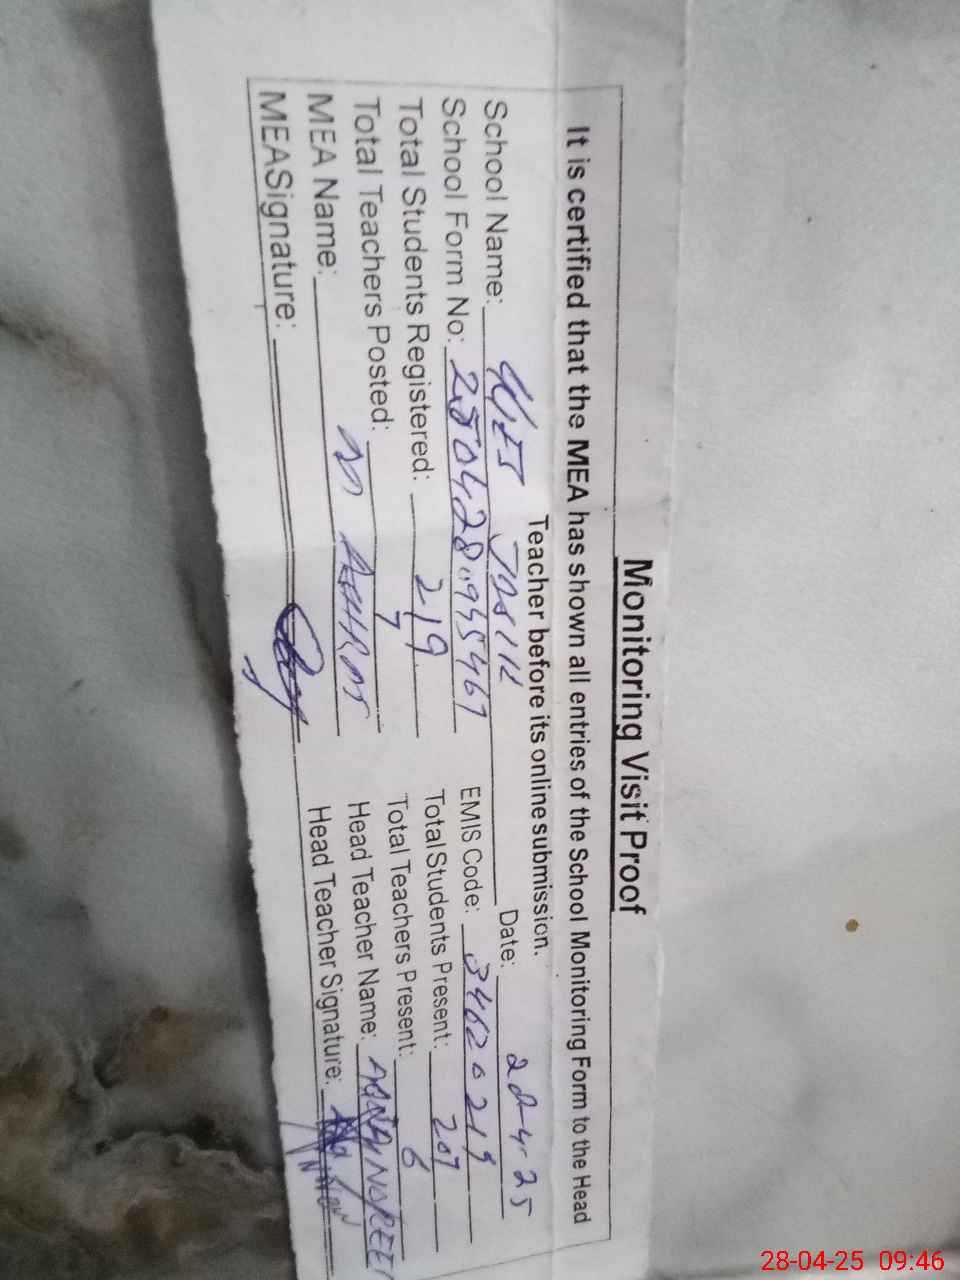 Monitoring Visit Proof
It is certified that the MEA has shown all entries of the School Monitoring Form to the Head
Teacher before its online submission.
School Name: Date: 28-4-25
School Form No: EMIS Code:
Total Students Registered: 219 Total Students Present: 207
Total Teachers Posted: 7 Total Teachers Present: 6
MEA Name: Head Teacher Name:
MEASignature: Head Teacher Signature:
28-04-25 09:46